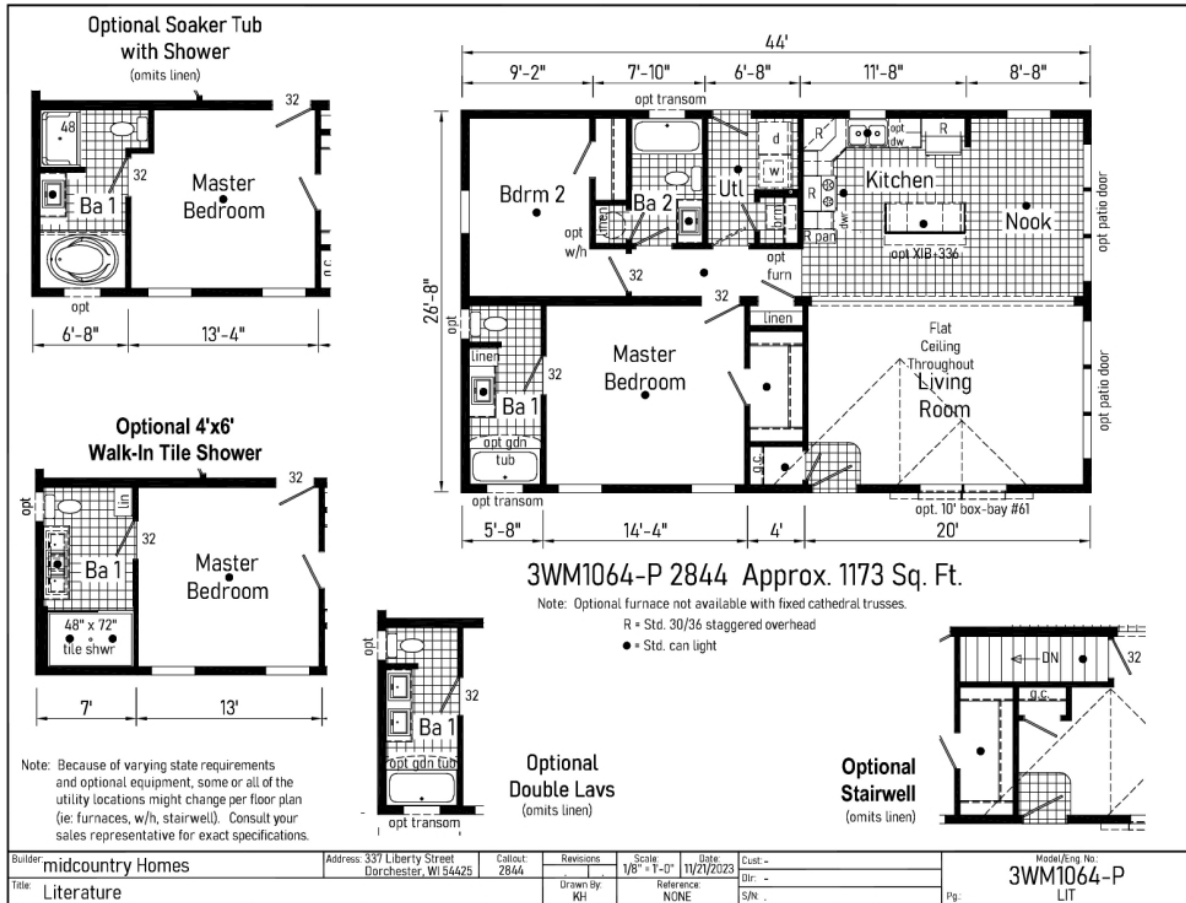 Optional Soaker Tub
with Shower
(omits linen)
32
48
32
Ba 1
Master
Bedroom
g.c.
opt
6'-8"
13'-4"
44'
9'-2"
7'-10"
6'-8"
11'-8"
8'-8"
opt transom
26'-8"
Bdrm 2
linen
Ba 2
opt
w/h
Utl
d
w
brm
R
opt
dw
R
Kitchen
R
dwr
R pan
opt XIB-336
Nook
opt patio door
opt
furn
32
32
linen
opt
linen
Ba 1
32
opt gdn
tub
Master
Bedroom
g.c.
Flat
Ceiling
Throughout
Living
Room
opt patio door
opt transom
opt. 10' box-bay #61
5'-8"
14'-4"
4'
20'
Optional 4'x6'
Walk-In Tile Shower
32
opt
lin
32
Ba 1
Master
Bedroom
48" x 72"
tile shwr
7'
13'
3WM1064-P 2844 Approx. 1173 Sq. Ft.
Note: Optional furnace not available with fixed cathedral trusses.
R = Std. 30/36 staggered overhead
● = Std. can light
opt
32
Ba 1
opt gdn tub
opt transom
Optional
Double Lavs
(omits linen)
DN
32
g.c.
Optional
Stairwell
(omits linen)
Note: Because of varying state requirements
and optional equipment, some or all of the
utility locations might change per floor plan
(ie: furnaces, w/h, stairwell). Consult your
sales representative for exact specifications.
Builder: midcountry Homes
Address: 337 Liberty Street
Dorchester, WI 54425
Callout:
2844
Revisions
Scale:
1/8" = 1'-0"
Date:
11/21/2023
Cust: -
Dlr: -
S/N: .
Model/Eng. No.:
3WM1064-P
Title: Literature
Drawn By:
KH
Reference:
NONE
Pg.: LIT